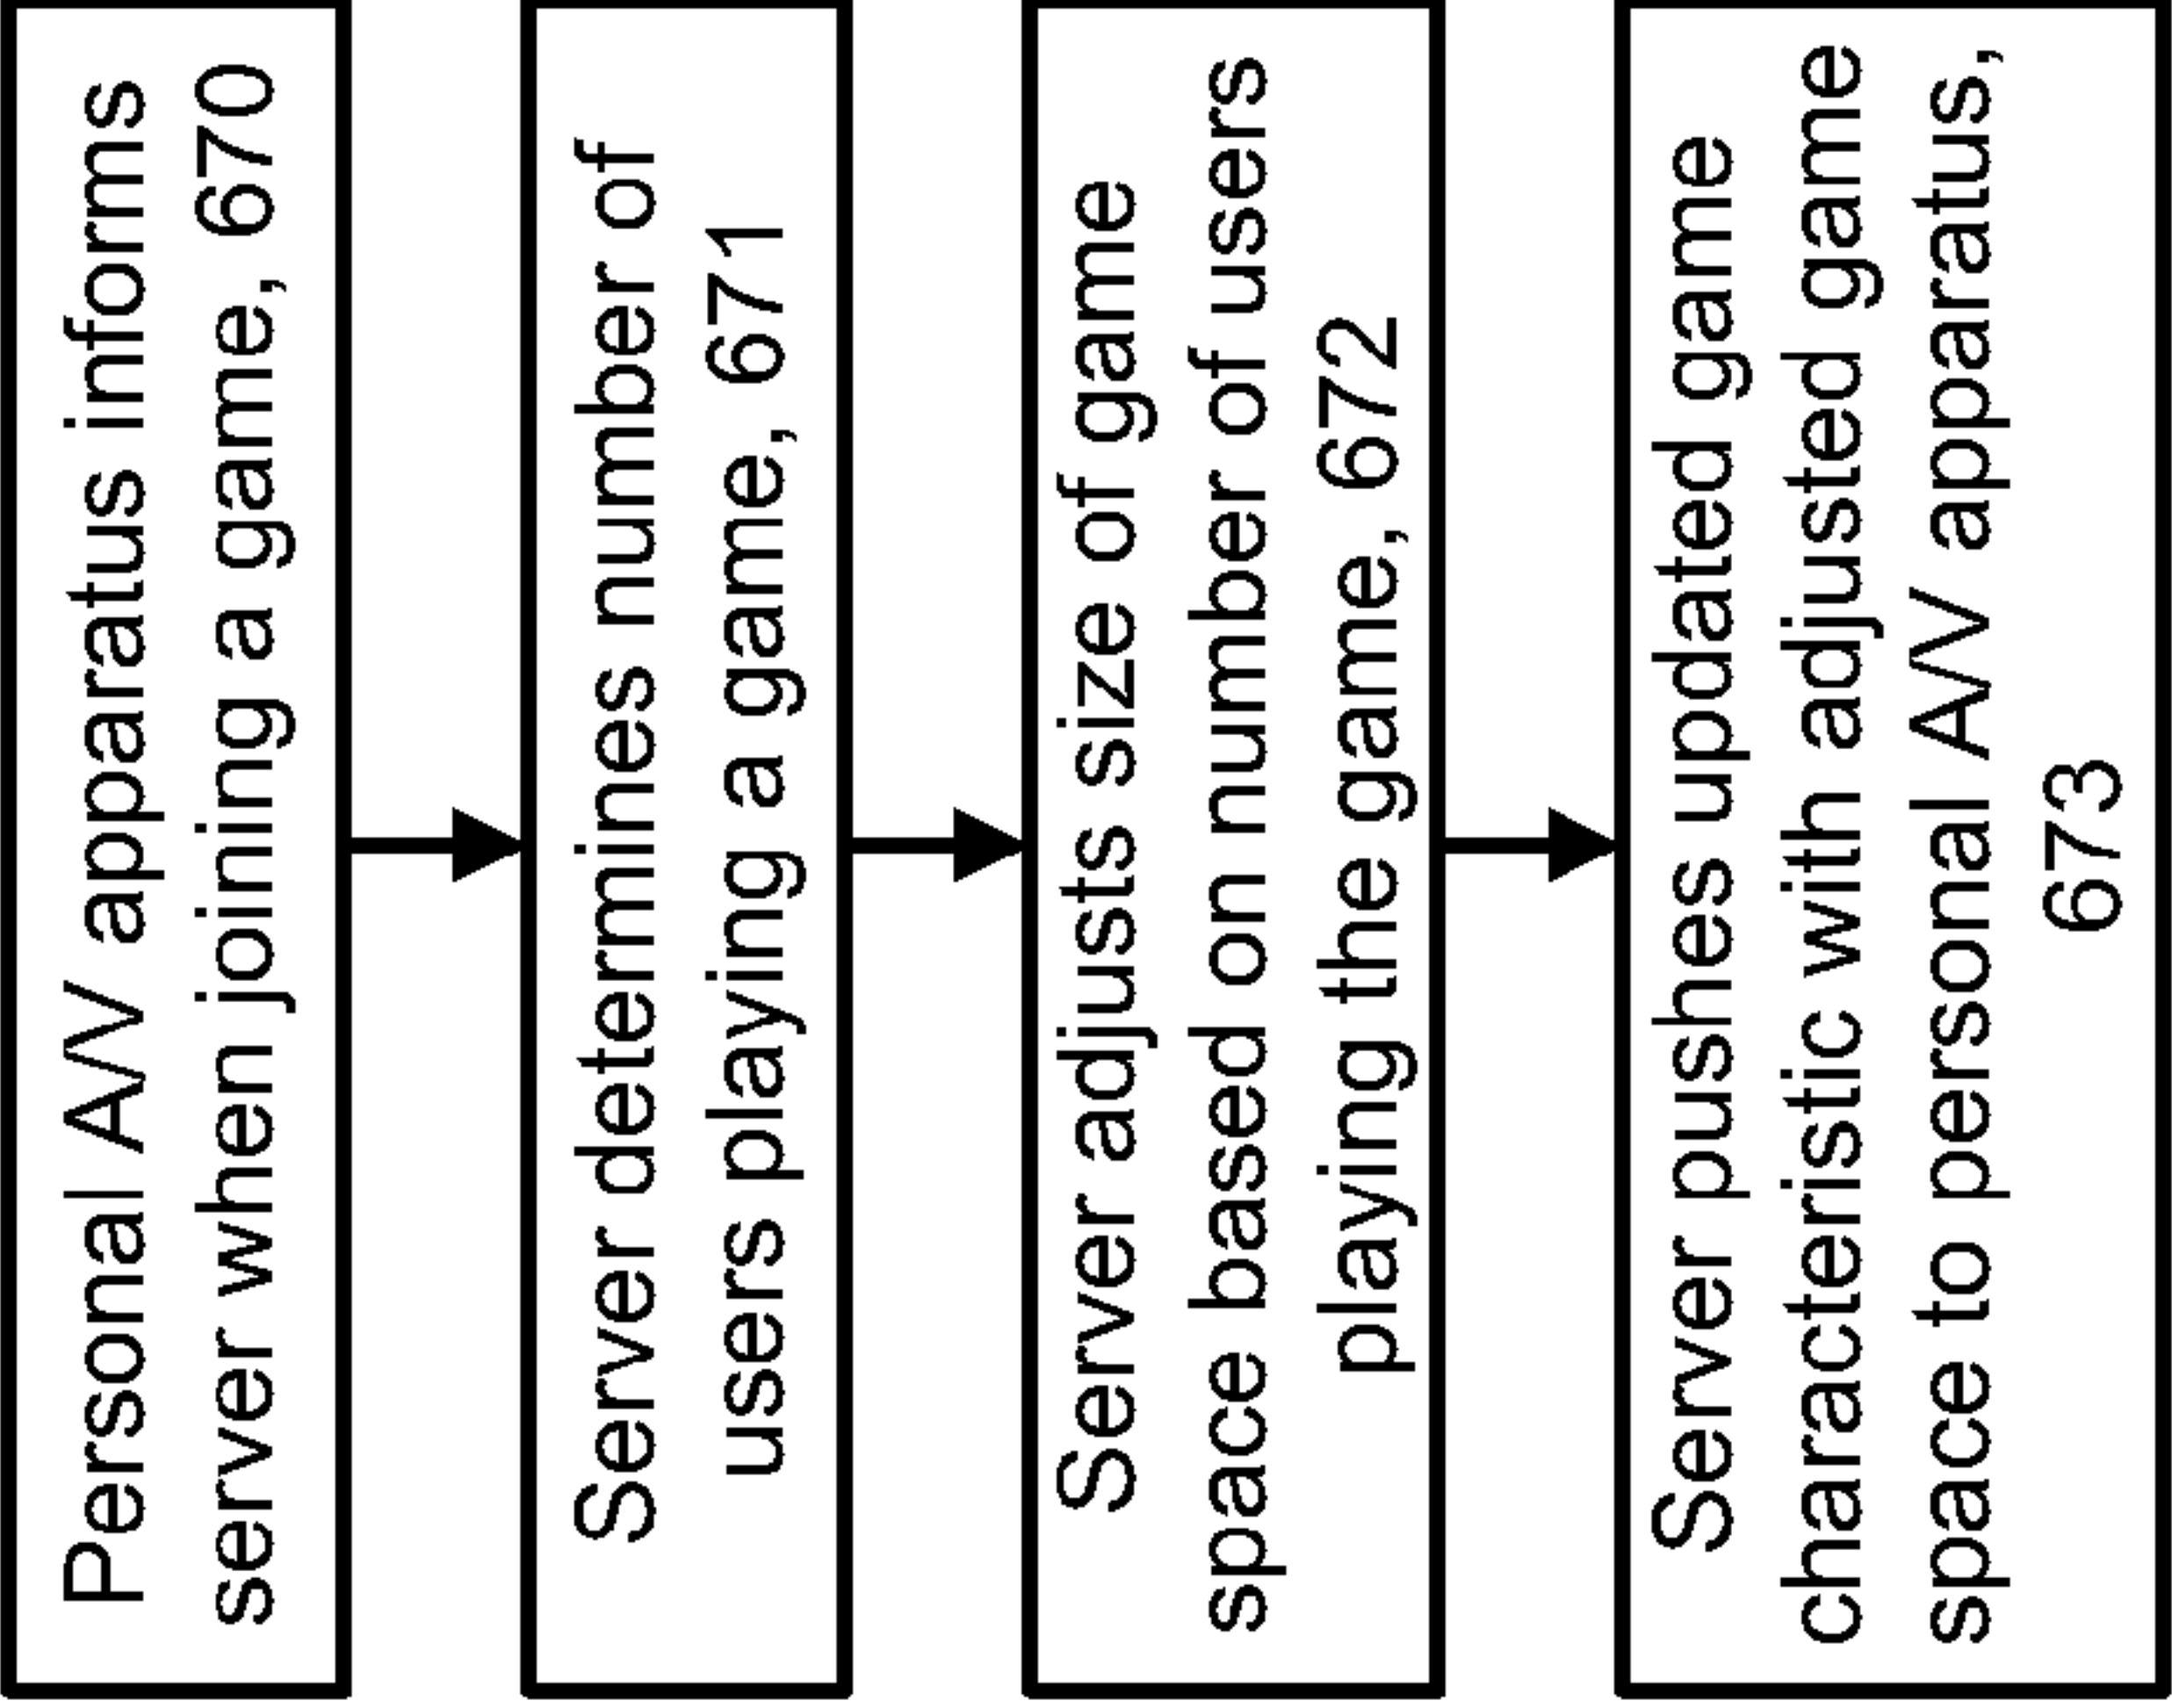 Personal A/V apparatus informs
server when joining a game, 670
Server determines number of
users playing a game, 671
Server adjusts size of game
space based on number of users
playing the game, 672
Server pushes updated game
characteristic with adjusted game
space to personal A/V apparatus,
673